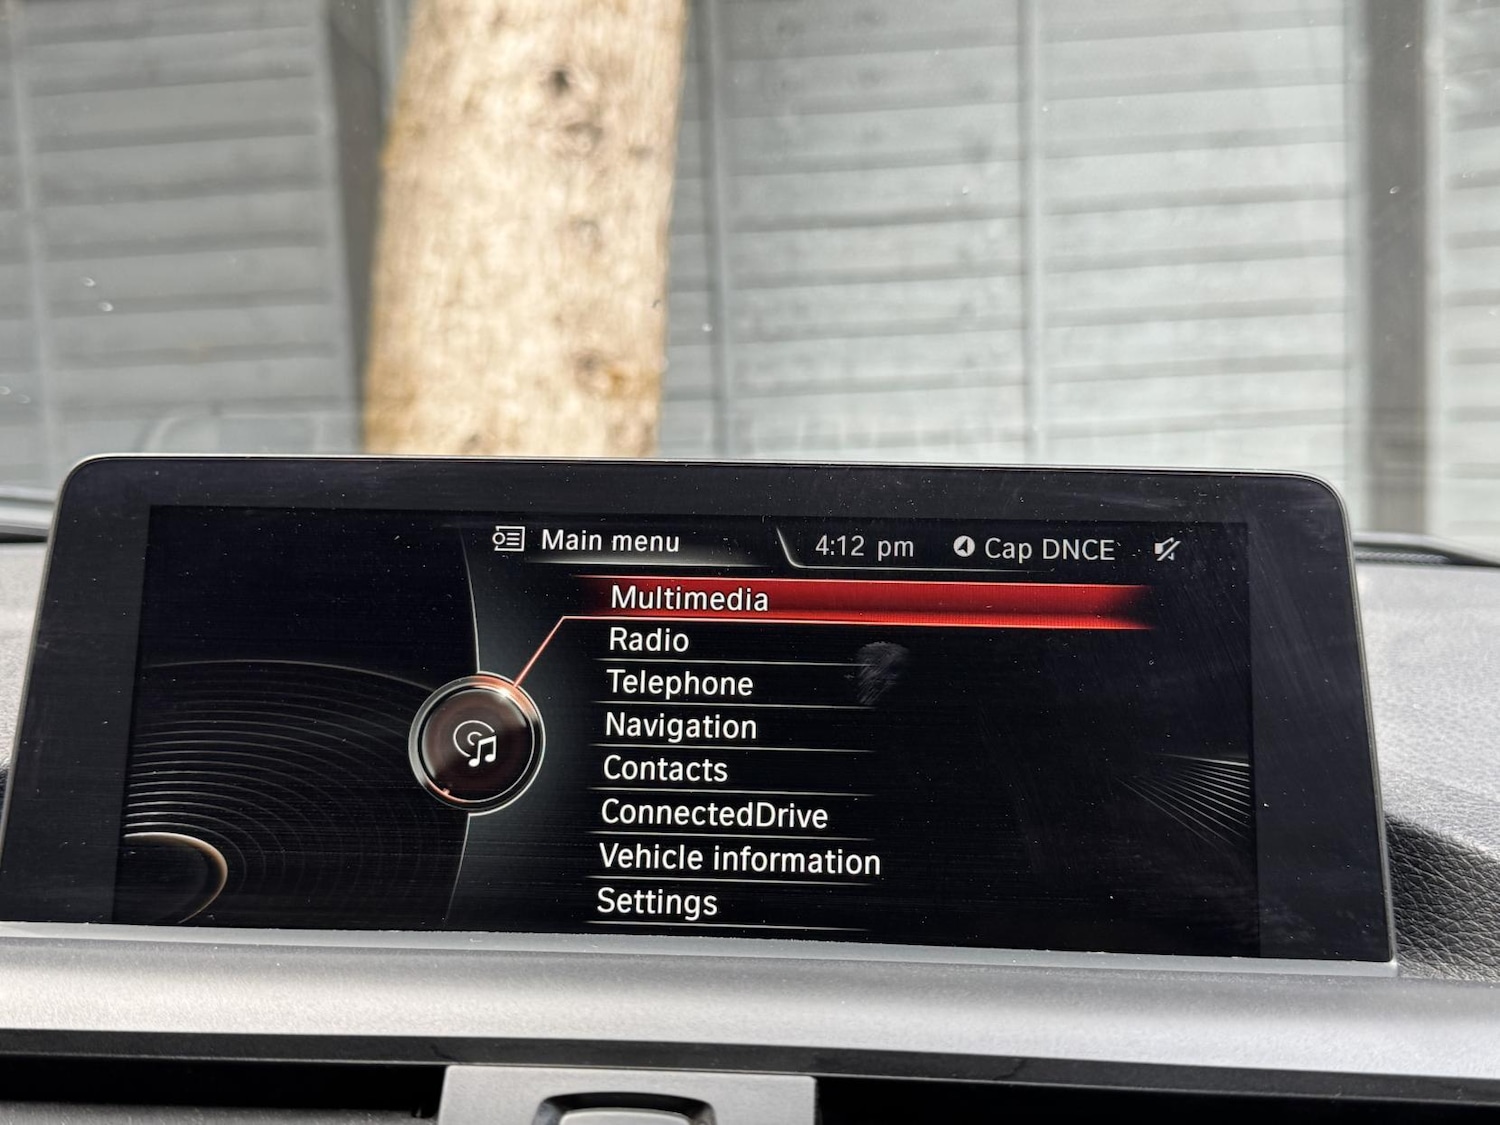 Main menu 4:12 pm Cap DNCE
Multimedia
Radio
Telephone
Navigation
Contacts
ConnectedDrive
Vehicle information
Settings